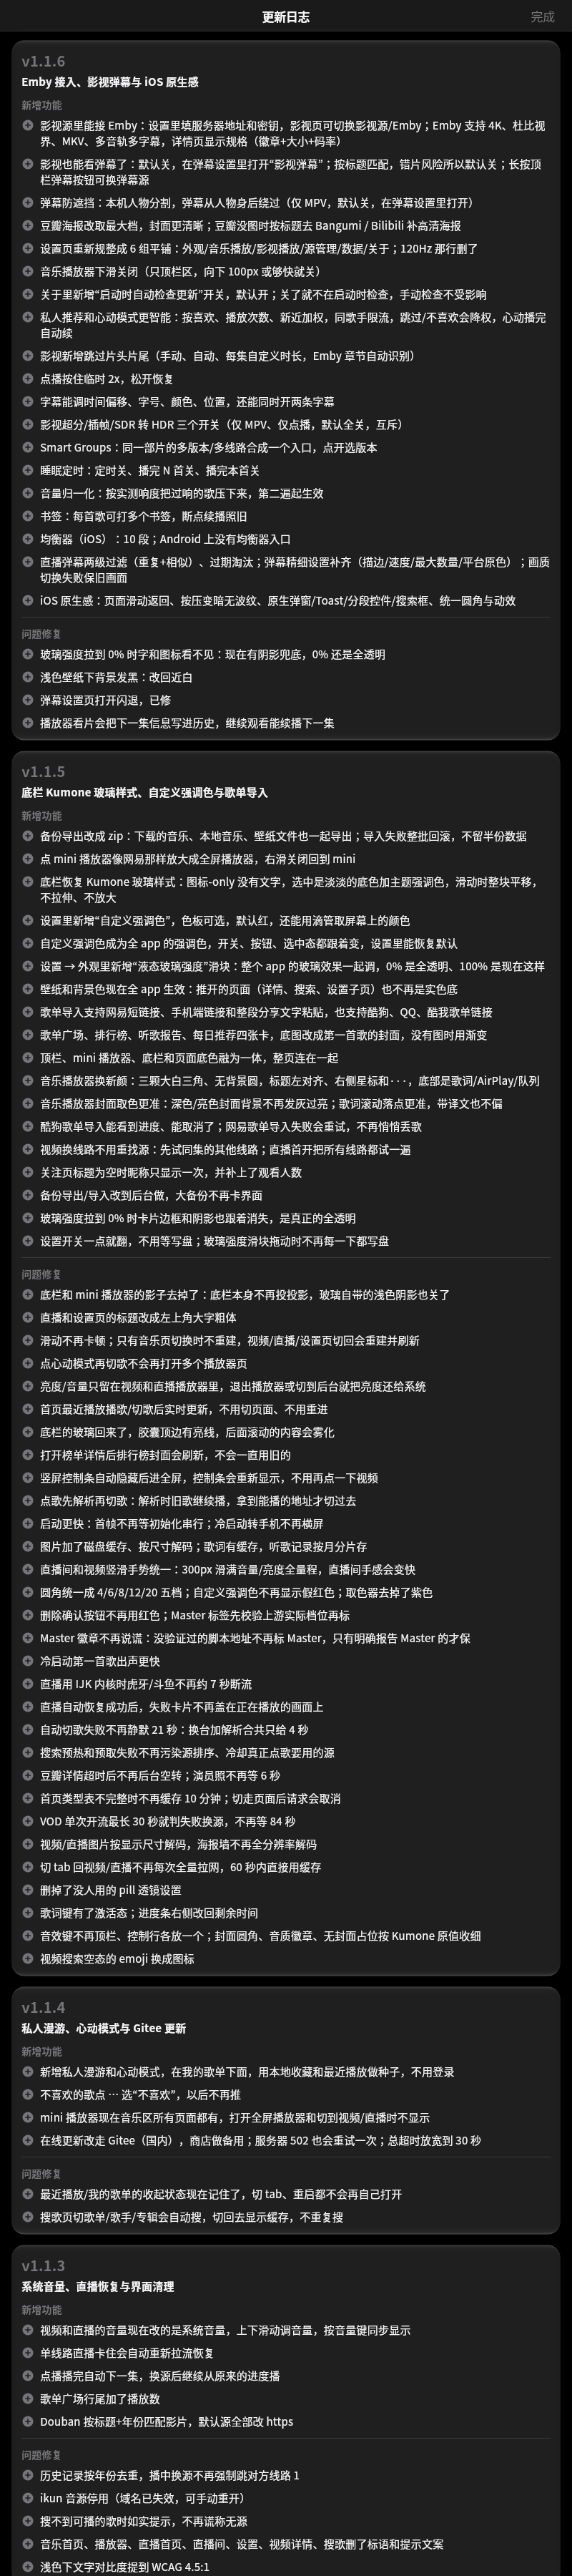 更新日志
完成
v1.1.6
Emby 接入、影视弹幕与 iOS 原生感
新增功能
影视源里能接 Emby：设置里填服务器地址和密钥，影视页可切换影视源/Emby；Emby 支持 4K、杜比视
界、MKV、多音轨多字幕，详情页显示规格（徽章+大小+码率）
影视也能看弹幕了：默认关，在弹幕设置里打开“影视弹幕”；按标题匹配，错片风险所以默认关；长按顶
栏弹幕按钮可换弹幕源
弹幕防遮挡：本机人物分割，弹幕从人物身后绕过（仅 MPV，默认关，在弹幕设置里打开）
豆瓣海报改取最大档，封面更清晰；豆瓣没图时按标题去 Bangumi / Bilibili 补高清海报
设置页重新规整成 6 组平铺：外观/音乐播放/影视播放/源管理/数据/关于；120Hz 那行删了
音乐播放器下滑关闭（只顶栏区，向下 100px 或够快就关）
关于里新增“启动时自动检查更新”开关，默认开；关了就不在启动时检查，手动检查不受影响
私人推荐和心动模式更智能：按喜欢、播放次数、新近加权，同歌手限流，跳过/不喜欢会降权，心动播完
自动续
影视新增跳过片头片尾（手动、自动、每集自定义时长，Emby 章节自动识别）
点播按住临时 2x，松开恢复
字幕能调时间偏移、字号、颜色、位置，还能同时开两条字幕
影视超分/插帧/SDR 转 HDR 三个开关（仅 MPV、仅点播，默认全关，互斥）
Smart Groups：同一部片的多版本/多线路合成一个入口，点开选版本
睡眠定时：定时关、播完 N 首关、播完本首关
音量归一化：按实测响度把过响的歌压下来，第二遍起生效
书签：每首歌可打多个书签，断点续播照旧
均衡器（iOS）：10 段；Android 上没有均衡器入口
直播弹幕两级过滤（重复+相似）、过期淘汰；弹幕精细设置补齐（描边/速度/最大数量/平台原色）；画质
切换失败保旧画面
iOS 原生感：页面滑动返回、按压变暗无波纹、原生弹窗/Toast/分段控件/搜索框、统一圆角与动效
问题修复
玻璃强度拉到 0% 时字和图标看不见：现在有阴影兜底，0% 还是全透明
浅色壁纸下背景发黑：改回近白
弹幕设置页打开闪退，已修
播放器看片会把下一集信息写进历史，继续观看能续播下一集
v1.1.5
底栏 Kumone 玻璃样式、自定义强调色与歌单导入
新增功能
备份导出改成 zip：下载的音乐、本地音乐、壁纸文件也一起导出；导入失败整批回滚，不留半份数据
点 mini 播放器像网易那样放大成全屏播放器，右滑关闭回到 mini
底栏恢复 Kumone 玻璃样式：图标-only 没有文字，选中是淡淡的底色加主题强调色，滑动时整块平移，
不拉伸、不放大
设置里新增“自定义强调色”，色板可选，默认红，还能用滴管取屏幕上的颜色
自定义强调色成为全 app 的强调色，开关、按钮、选中态都跟着变，设置里能恢复默认
设置 → 外观里新增“液态玻璃强度”滑块：整个 app 的玻璃效果一起调，0% 是全透明、100% 是现在这样
壁纸和背景色现在全 app 生效：推开的页面（详情、搜索、设置子页）也不再是实色底
歌单导入支持网易短链接、手机端链接和整段分享文字粘贴，也支持酷狗、QQ、酷我歌单链接
歌单广场、排行榜、听歌报告、每日推荐四张卡，底图改成第一首歌的封面，没有图时用渐变
顶栏、mini 播放器、底栏和页面底色融为一体，整页连在一起
音乐播放器换新颜：三颗大白三角、无背景圆，标题左对齐、右侧星标和···，底部是歌词/AirPlay/队列
音乐播放器封面取色更准：深色/亮色封面背景不再发灰过亮；歌词滚动落点更准，带译文也不偏
酷狗歌单导入能看到进度、能取消了；网易歌单导入失败会重试，不再悄悄丢歌
视频换线路不用重找源：先试同集的其他线路；直播首开把所有线路都试一遍
关注页标题为空时昵称只显示一次，并补上了观看人数
备份导出/导入改到后台做，大备份不再卡界面
玻璃强度拉到 0% 时卡片边框和阴影也跟着消失，是真正的全透明
设置开关一点就翻，不用等写盘；玻璃强度滑块拖动时不再每一下都写盘
问题修复
底栏和 mini 播放器的影子去掉了：底栏本身不再投投影，玻璃自带的浅色阴影也关了
直播和设置页的标题改成左上角大字粗体
滑动不再卡顿；只有音乐页切换时不重建，视频/直播/设置页切回会重建并刷新
点心动模式再切歌不会再打开多个播放器页
亮度/音量只留在视频和直播播放器里，退出播放器或切到后台就把亮度还给系统
首页最近播放播歌/切歌后实时更新，不用切页面、不用重进
底栏的玻璃回来了，胶囊顶边有亮线，后面滚动的内容会雾化
打开榜单详情后排行榜封面会刷新，不会一直用旧的
竖屏控制条自动隐藏后进全屏，控制条会重新显示，不用再点一下视频
点歌先解析再切歌：解析时旧歌继续播，拿到能播的地址才切过去
启动更快：首帧不再等初始化串行；冷启动转手机不再横屏
图片加了磁盘缓存、按尺寸解码；歌词有缓存，听歌记录按月分片存
直播间和视频竖滑手势统一：300px 滑满音量/亮度全量程，直播间手感会变快
圆角统一成 4/6/8/12/20 五档；自定义强调色不再显示假红色；取色器去掉了紫色
删除确认按钮不再用红色；Master 标签先校验上游实际档位再标
Master 徽章不再说谎：没验证过的脚本地址不再标 Master，只有明确报告 Master 的才保
冷启动第一首歌出声更快
直播用 IJK 内核时虎牙/斗鱼不再约 7 秒断流
直播自动恢复成功后，失败卡片不再盖在正在播放的画面上
自动切歌失败不再静默 21 秒：换台加解析合共只给 4 秒
搜索预热和预取失败不再污染源排序、冷却真正点歌要用的源
豆瓣详情超时后不再后台空转；演员照不再等 6 秒
首页类型表不完整时不再缓存 10 分钟；切走页面后请求会取消
VOD 单次开流最长 30 秒就判失败换源，不再等 84 秒
视频/直播图片按显示尺寸解码，海报墙不再全分辨率解码
切 tab 回视频/直播不再每次全量拉网，60 秒内直接用缓存
删掉了没人用的 pill 透镜设置
歌词键有了激活态；进度条右侧改回剩余时间
音效键不再顶栏、控制行各放一个；封面圆角、音质徽章、无封面占位按 Kumone 原值收细
视频搜索空态的 emoji 换成图标
v1.1.4
私人漫游、心动模式与 Gitee 更新
新增功能
新增私人漫游和心动模式，在我的歌单下面，用本地收藏和最近播放做种子，不用登录
不喜欢的歌点 ··· 选“不喜欢”，以后不再推
mini 播放器现在音乐区所有页面都有，打开全屏播放器和切到视频/直播时不显示
在线更新改走 Gitee（国内），商店做备用；服务器 502 也会重试一次；总超时放宽到 30 秒
问题修复
最近播放/我的歌单的收起状态现在记住了，切 tab、重启都不会再自己打开
搜歌页切歌单/歌手/专辑会自动搜，切回去显示缓存，不重复搜
v1.1.3
系统音量、直播恢复与界面清理
新增功能
视频和直播的音量现在改的是系统音量，上下滑动调音量，按音量键同步显示
单线路直播卡住会自动重新拉流恢复
点播播完自动下一集，换源后继续从原来的进度播
歌单广场行尾加了播放数
Douban 按标题+年份匹配影片，默认源全部改 https
问题修复
历史记录按年份去重，播中换源不再强制跳对方线路 1
ikun 音源停用（域名已失效，可手动重开）
搜不到可播的歌时如实提示，不再谎称无源
音乐首页、播放器、直播首页、直播间、设置、视频详情、搜歌删了标语和提示文案
浅色下文字对比度提到 WCAG 4.5:1